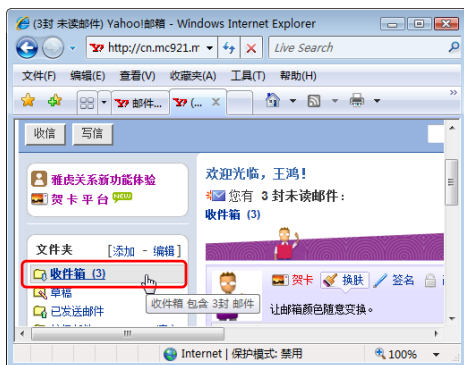 (3封 未读邮件) Yahoo!邮箱 - Windows Internet Explorer
http://cn.mc921.m
Live Search
文件(F) 编辑(E) 查看(V) 收藏夹(A) 工具(T) 帮助(H)
邮件... (...
收信 写信
雅虎关系新功能体验
贺卡平台 NEW
欢迎光临，王鸿！
您有 3 封未读邮件：
收件箱 (3)
文件夹 [添加 - 编辑]
收件箱 (3)
草稿
已发送邮件
收件箱 包含 3封 邮件
贺卡 换肤 签名
让邮箱颜色随意变换。
Internet | 保护模式: 禁用 100%